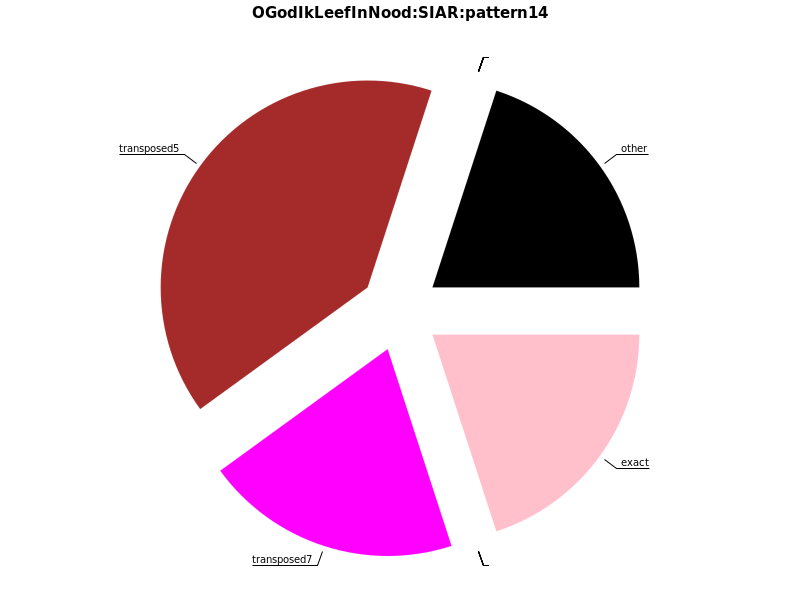 OGodIkLeefInNood:SIAR:pattern14
transposed5
other
exact
transposed7